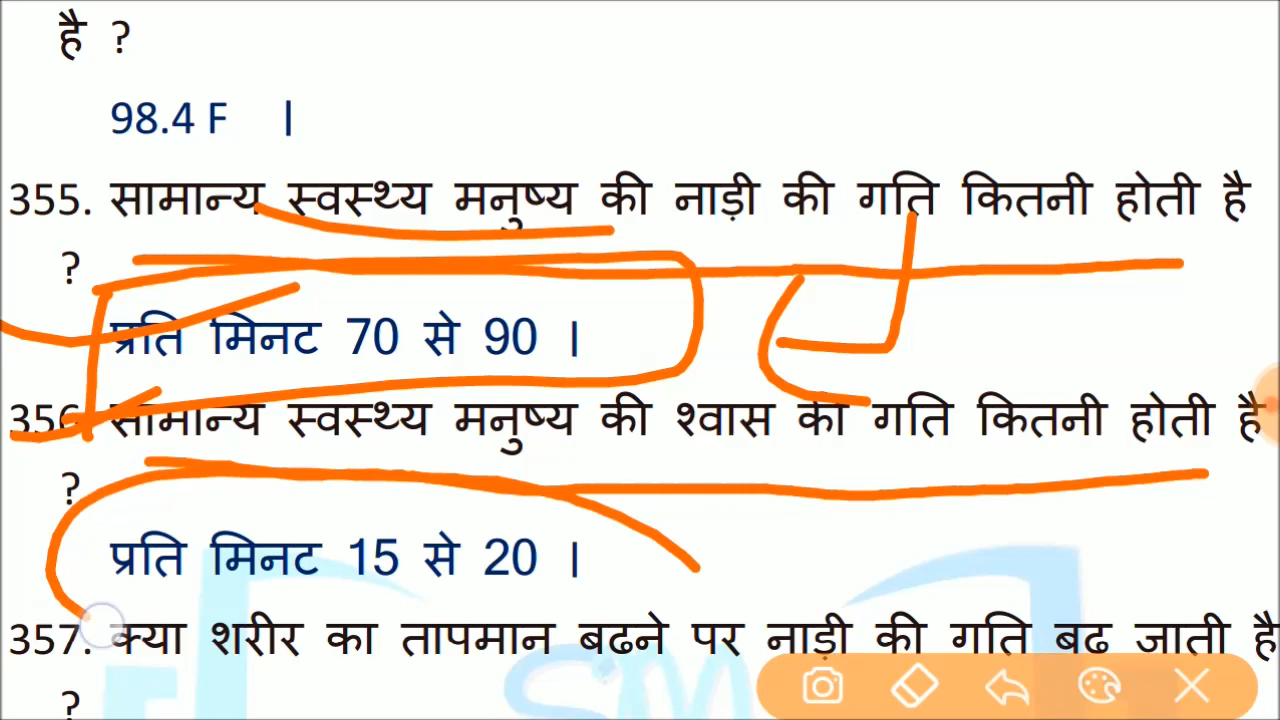 है ?
98.4 F ।
355. सामान्य स्वस्थ्य मनुष्य की नाड़ी की गति कितनी होती है
?
प्रति मिनट 70 से 90 ।
356. सामान्य स्वस्थ्य मनुष्य की श्वास की गति कितनी होती है
?
प्रति मिनट 15 से 20 ।
357. क्या शरीर का तापमान बढने पर नाड़ी की गति बढ जाती है
?